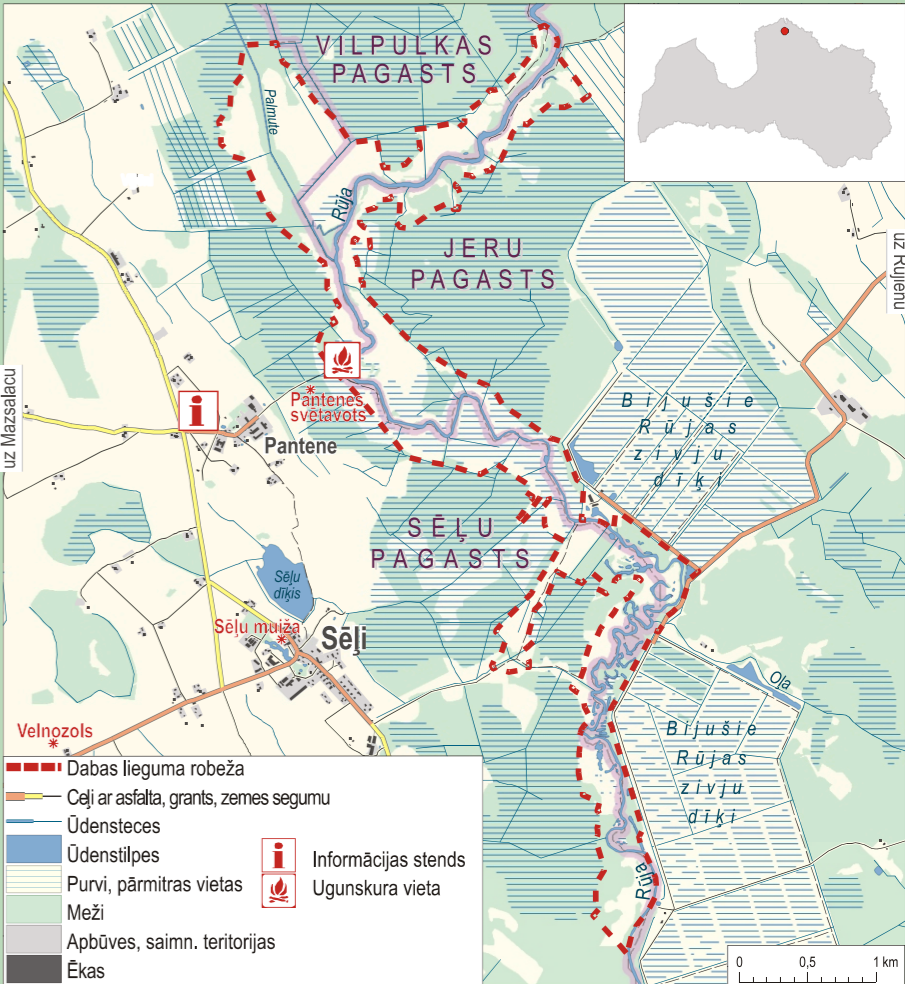 VILPULKAS
PAGASTS
Palmute
Rūja
JERU
PAGASTS
uz Rūjienu
uz Mazsalacu
Pantenes
svētavots
Pantene
Bijušie
Rūjas
zivju
dīķi
SĒĻU
PAGASTS
Sēļu
dīķis
Sēļu muiža
Sēļi
Oļa
Velnozols
Bijušie
Rūjas
zivju
dīķi
Rūja
Dabas lieguma robeža
Ceļi ar asfalta, grants, zemes segumu
Ūdensteces
Ūdenstilpes
Purvi, pārmitras vietas
Meži
Apbūves, saimn. teritorijas
Ēkas
Informācijas stends
Ugunskura vieta
0 0,5 1 km